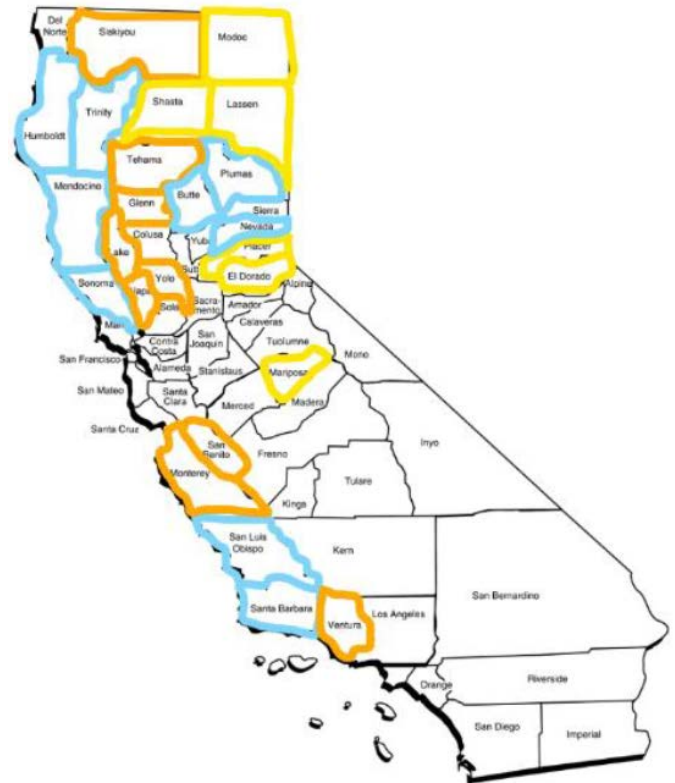 Del
Norte
Siskiyou
Modoc
Shasta
Lassen
Trinity
Humboldt
Tehama
Plumas
Mendocino
Butte
Glenn
Sierra
Nevada
Colusa
Yuba
Placer
Lake
Sut
Yolo
El Dorado
Sonoma
Napa
Alpine
Sola
Sacra-
mento
Amador
Mari
Calaveras
San
Joaquin
Contra
Costa
Tuolumne
Mono
San Francisco
Alameda
Stanislaus
Mariposa
San Mateo
Santa
Clara
Merced
Madera
Santa Cruz
San
Benito
Fresno
Inyo
Monterey
Tulare
Kings
San Luis
Obispo
Kern
San Bernardino
Santa Barbara
Ventura
Los Angeles
Orange
Riverside
San Diego
Imperial